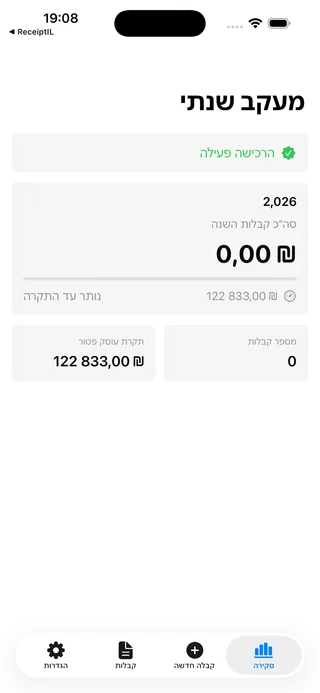 19:08
◀ ReceiptIL
מעקב שנתי
הרכישה פעילה
2,026
סה"כ קבלות השנה
0,00 ₪
122 833,00 ₪ נותר עד התקרה
מספר קבלות
0
תקרת עוסק פטור
122 833,00 ₪
סקירה
קבלה חדשה
קבלות
הגדרות